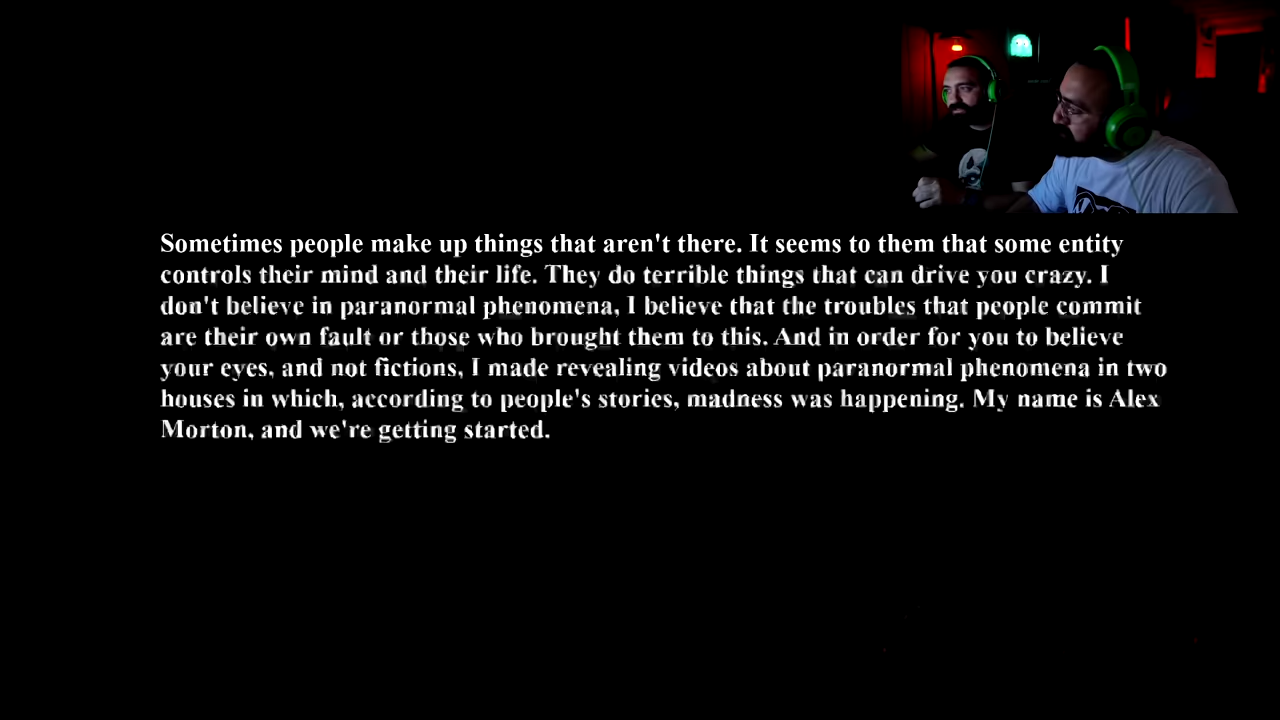 Sometimes people make up things that aren't there. It seems to them that some entity
controls their mind and their life. They do terrible things that can drive you crazy. I
don't believe in paranormal phenomena, I believe that the troubles that people commit
are their own fault or those who brought them to this. And in order for you to believe
your eyes, and not fictions, I made revealing videos about paranormal phenomena in two
houses in which, according to people's stories, madness was happening. My name is Alex
Morton, and we're getting started.